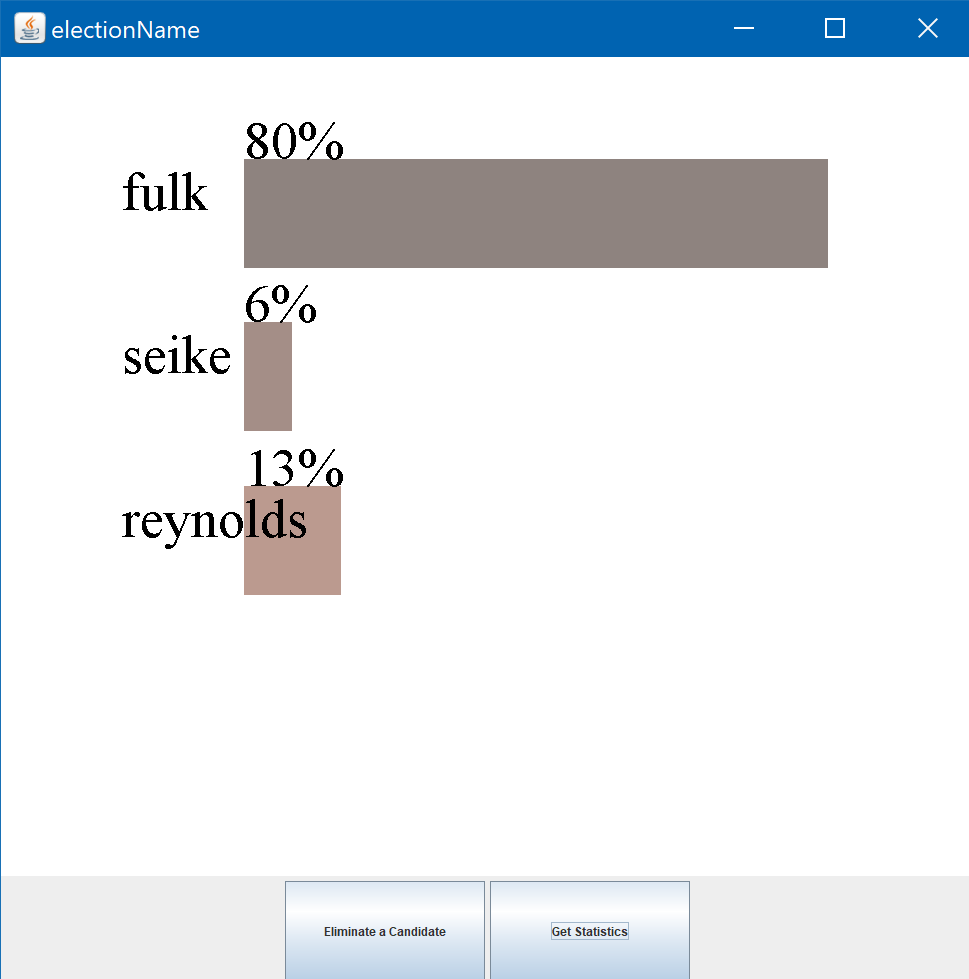 electionName
80%
fulk
6%
seike
13%
reynolds
Eliminate a Candidate
Get Statistics